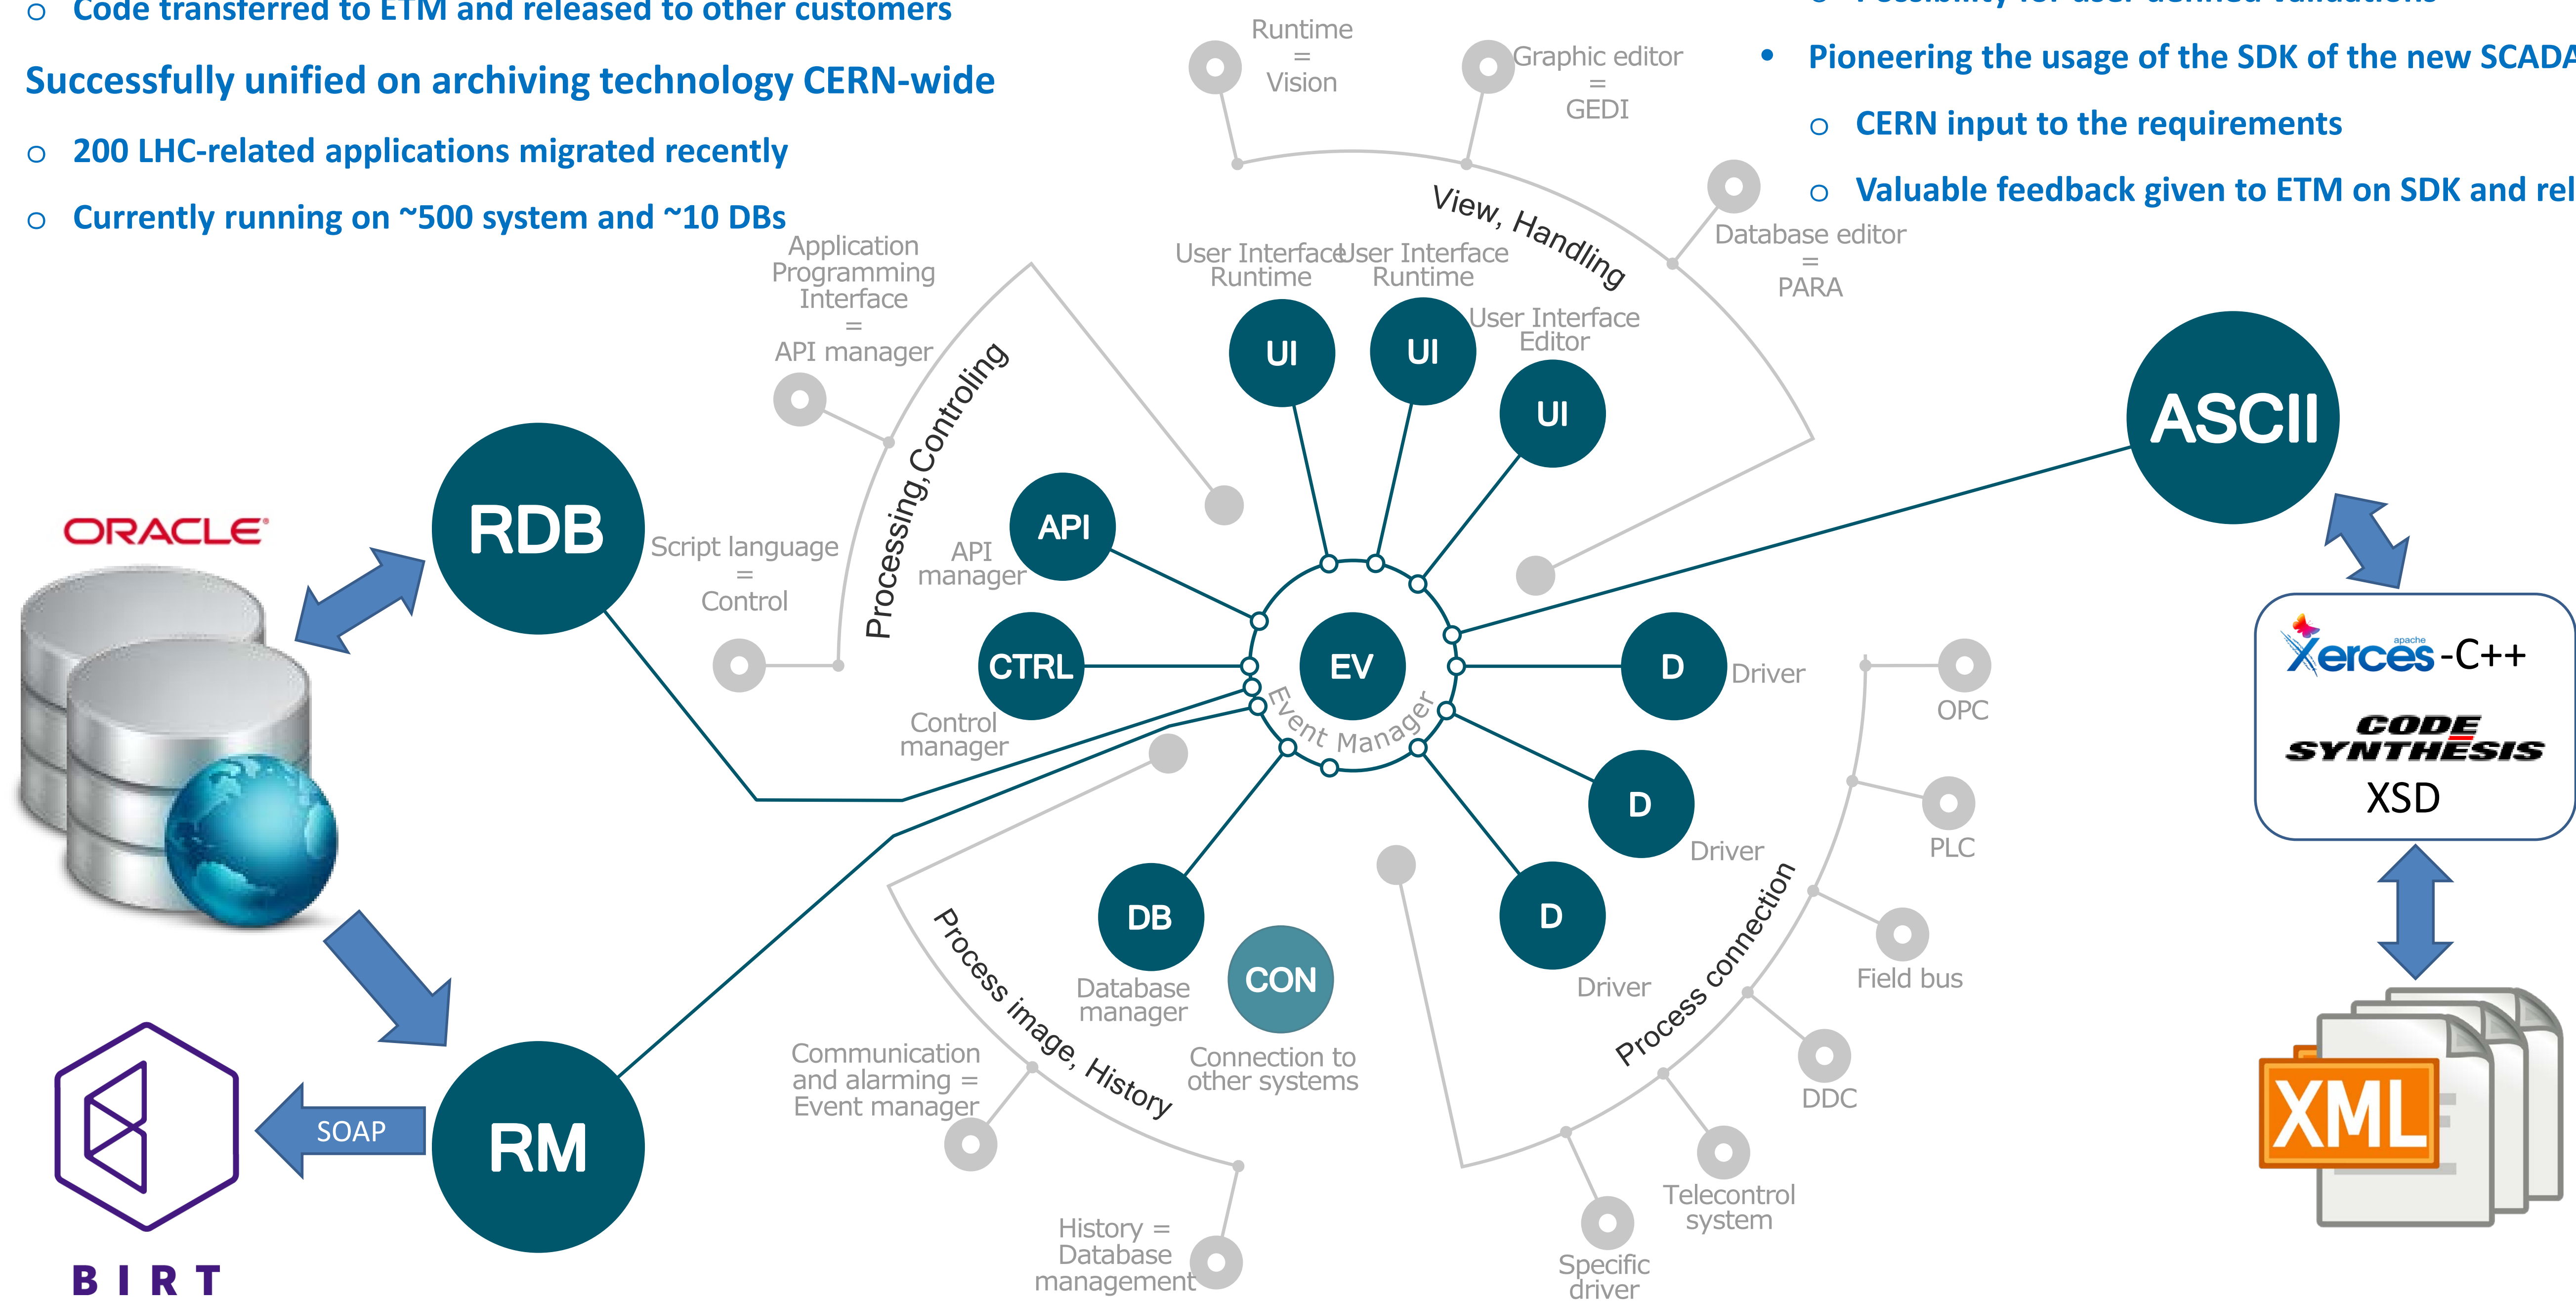 Code transferred to ETM and released to other customers
Successfully unified on archiving technology CERN-wide
o 200 LHC-related applications migrated recently
o Currently running on ~500 system and ~10 DBs
• Pioneering the usage of the SDK of the new SCADA
o CERN input to the requirements
o Valuable feedback given to ETM on SDK and rel
Runtime
=
Vision
Graphic editor
=
GEDI
Database editor
=
PARA
View, Handling
User Interface
Runtime
User Interface
Runtime
User Interface
Editor
UI
UI
UI
Application
Programming
Interface
=
API manager
Processing, Controling
Script language
=
Control
API
API
manager
CTRL
Control
manager
EV
Event Manager
ORACLE®
RDB
RM
SOAP
BIRT
ASCII
apache
Xerces-C++
CODE
SYNTHESIS
XSD
XML
D
Driver
D
Driver
D
Driver
Process connection
OPC
PLC
Field bus
DDC
Telecontrol
system
Specific
driver
DB
Database
manager
CON
Connection to
other systems
Process image, History
Communication
and alarming =
Event manager
History =
Database
management